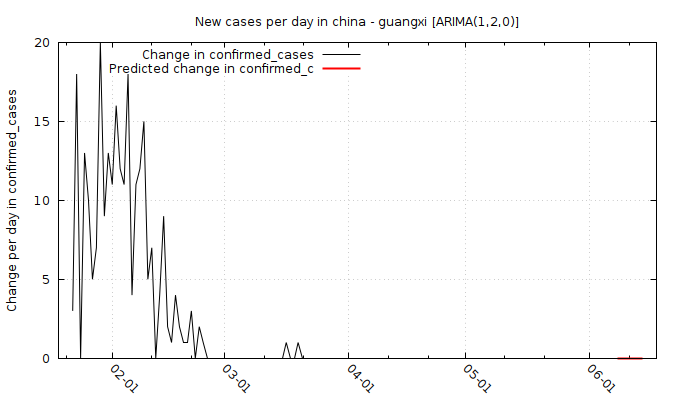 New cases per day in china - guangxi [ARIMA(1,2,0)]
Change in confirmed_cases
Predicted change in confirmed_c
Change per day in confirmed_cases
20
15
10
5
0
02-01
03-01
04-01
05-01
06-01